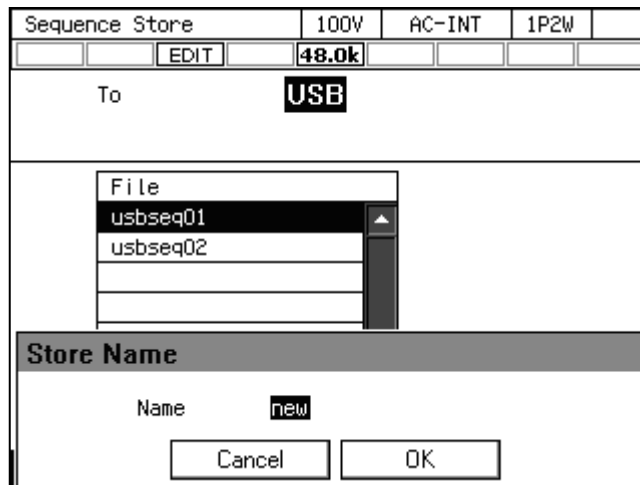 Sequence Store 100V AC-INT 1P2W
EDIT 48.0k
To USB
File
usbseq01
usbseq02
Store Name
Name new
Cancel OK